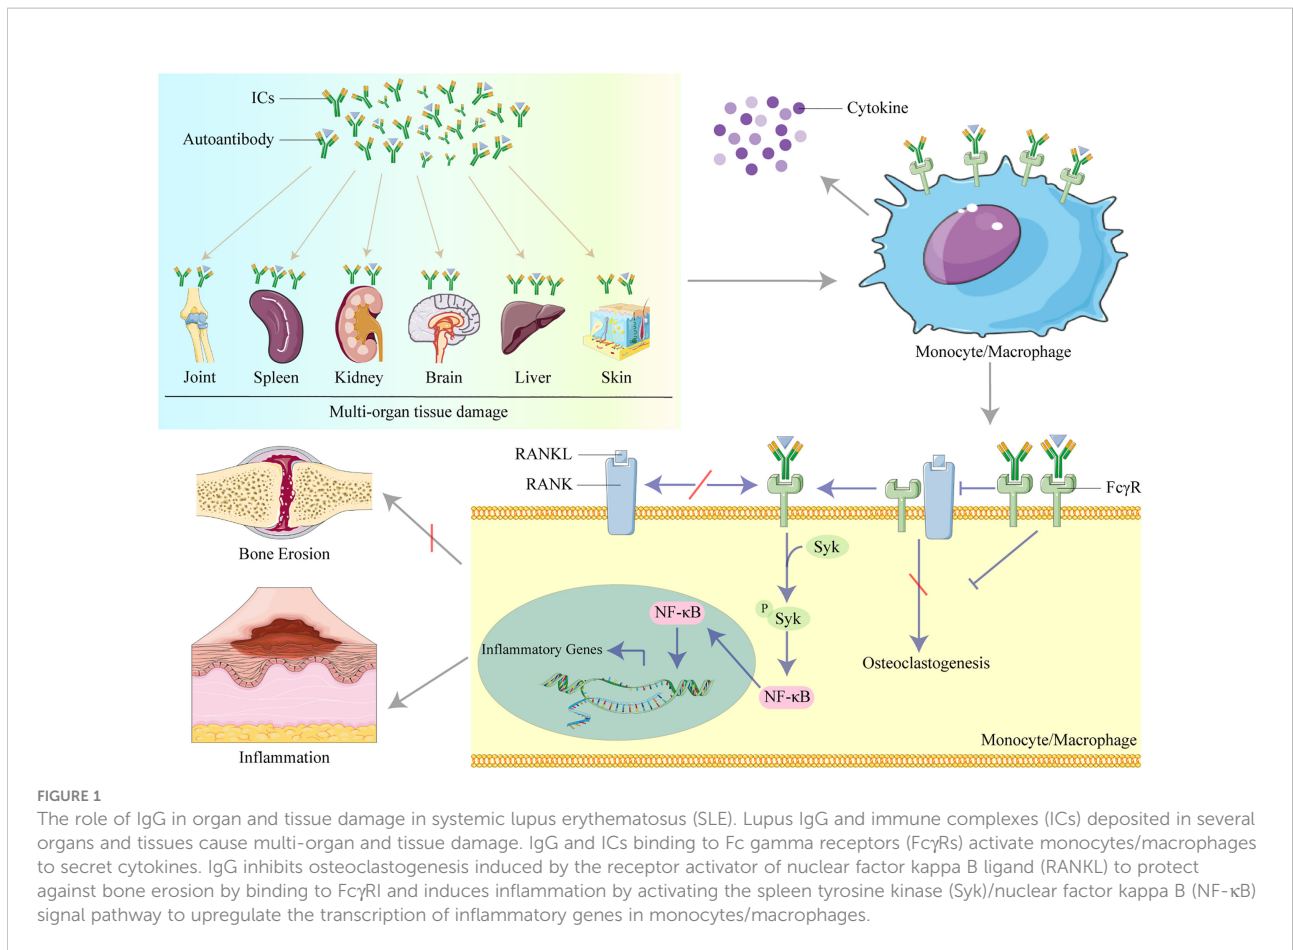 ICs
Cytokine
Autoantibody
Monocyte/Macrophage
Joint
Spleen
Kidney
Brain
Liver
Skin
Multi-organ tissue damage
RANKL
RANK
FcγR
Bone Erosion
Syk
P
Syk
NF-κB
Inflammatory Genes
Osteoclastogenesis
NF-κB
Monocyte/Macrophage
Inflammation
FIGURE 1
The role of IgG in organ and tissue damage in systemic lupus erythematosus (SLE). Lupus IgG and immune complexes (ICs) deposited in several
organs and tissues cause multi-organ and tissue damage. IgG and ICs binding to Fc gamma receptors (FcγRs) activate monocytes/macrophages
to secret cytokines. IgG inhibits osteoclastogenesis induced by the receptor activator of nuclear factor kappa B ligand (RANKL) to protect
against bone erosion by binding to FcγRI and induces inflammation by activating the spleen tyrosine kinase (Syk)/nuclear factor kappa B (NF-κB)
signal pathway to upregulate the transcription of inflammatory genes in monocytes/macrophages.